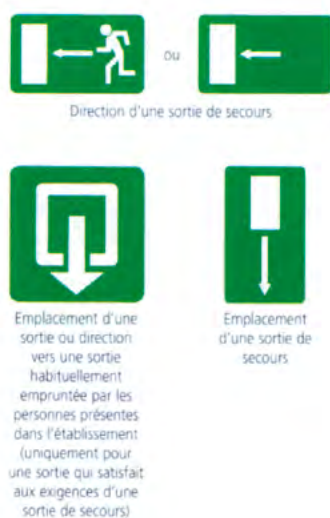 ou
Direction d'une sortie de secours
Emplacement d'une
sortie ou direction
vers une sortie
habituellement
empruntée par les
personnes présentes
dans l'établissement
(uniquement pour
une sortie qui satisfait
aux exigences d'une
sortie de secours)
Emplacement
d'une sortie de
secours